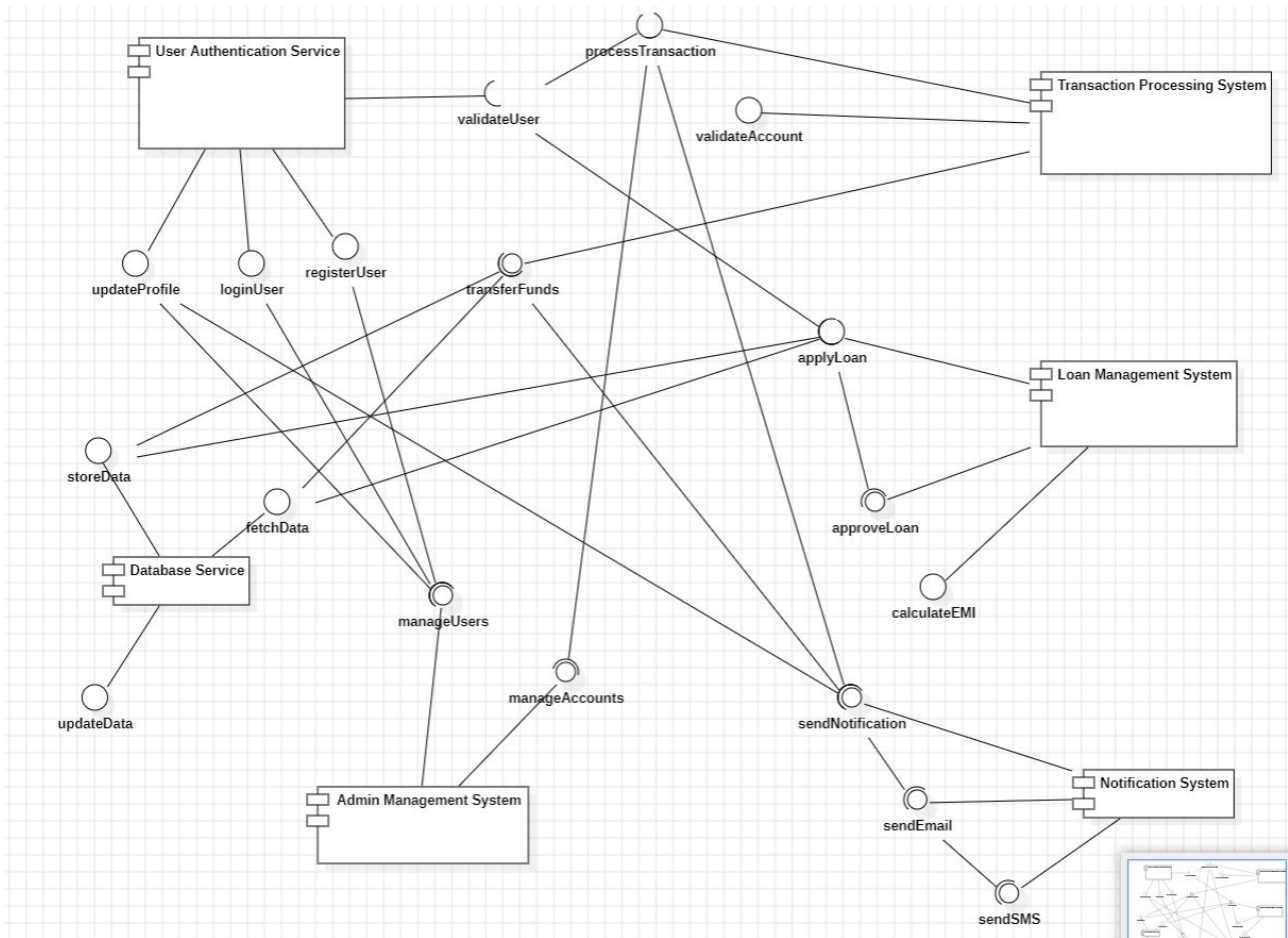 processTransaction
User Authentication Service
Transaction Processing System
validateUser
validateAccount
registerUser
updateProfile
loginUser
transferFunds
applyLoan
Loan Management System
storeData
fetchData
approveLoan
Database Service
calculateEMI
manageUsers
manageAccounts
updateData
sendNotification
Notification System
Admin Management System
sendEmail
sendSMS